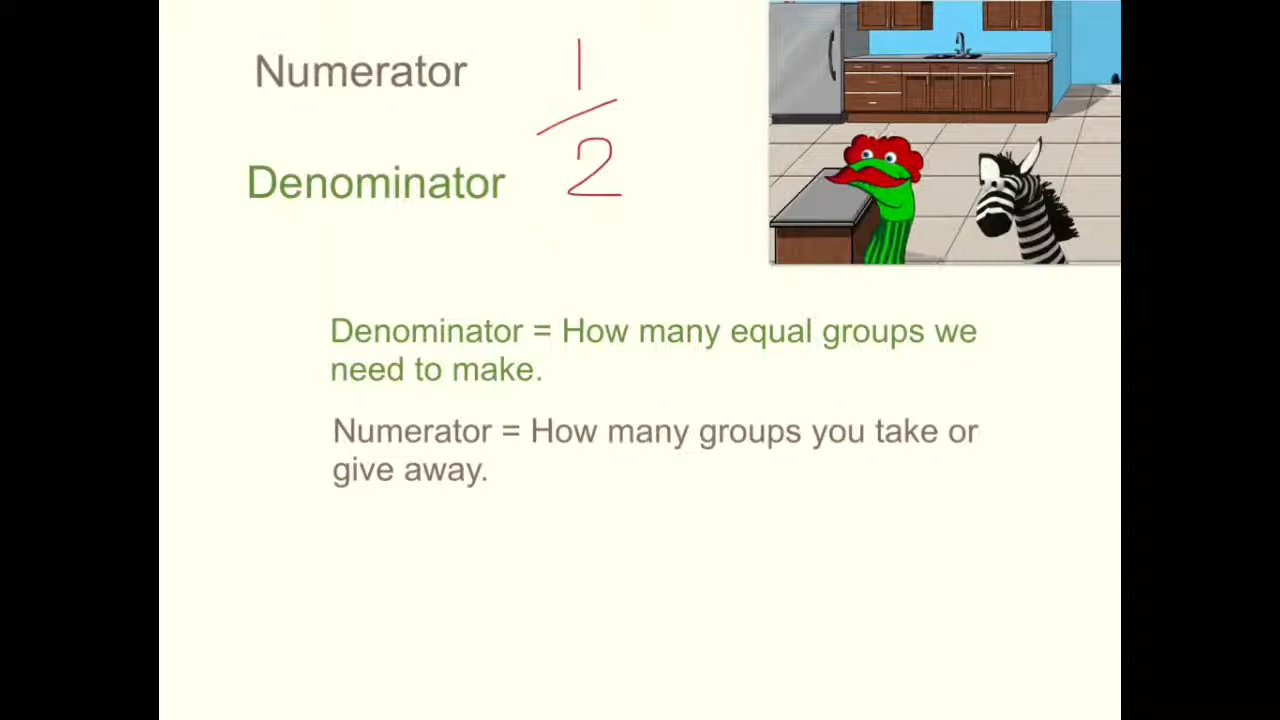 Numerator 1
Denominator 2
Denominator = How many equal groups we
need to make.
Numerator = How many groups you take or
give away.